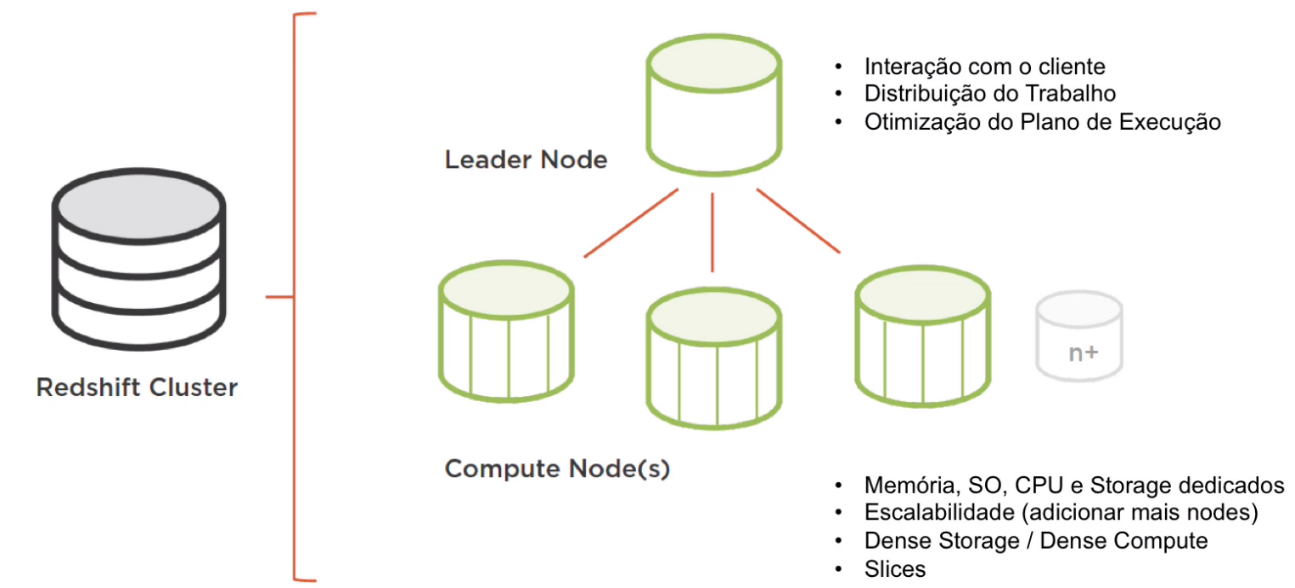 • Interação com o cliente
• Distribuição do Trabalho
• Otimização do Plano de Execução
Leader Node
n+
Redshift Cluster
Compute Node(s)
• Memória, SO, CPU e Storage dedicados
• Escalabilidade (adicionar mais nodes)
• Dense Storage / Dense Compute
• Slices